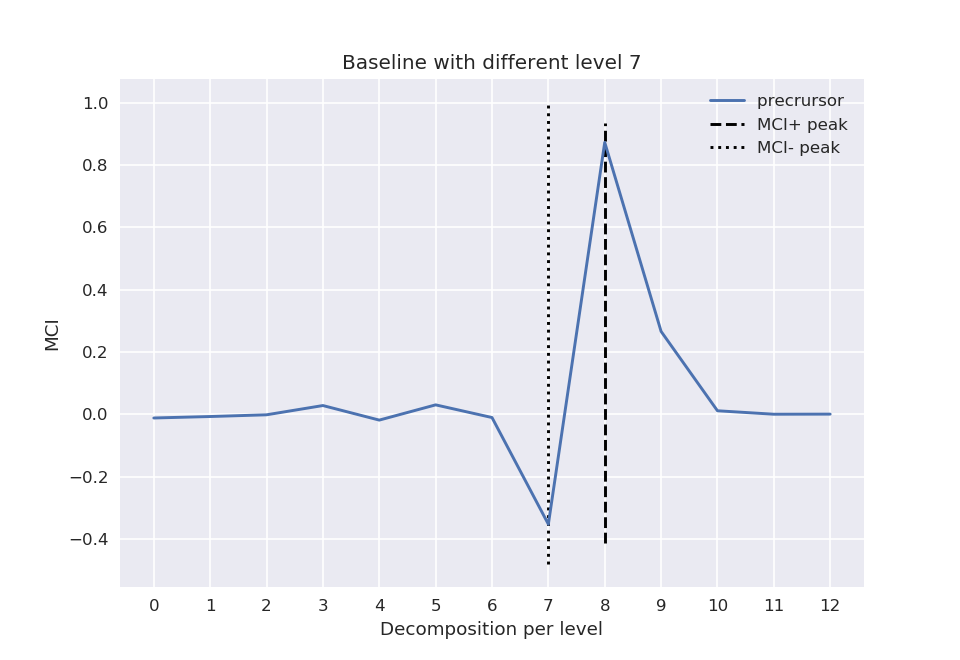 Baseline with different level 7
precrursor
MCI+ peak
MCI- peak
1.0
0.8
0.6
0.4
0.2
0.0
−0.2
−0.4
MCI
0 1 2 3 4 5 6 7 8 9 10 11 12
Decomposition per level